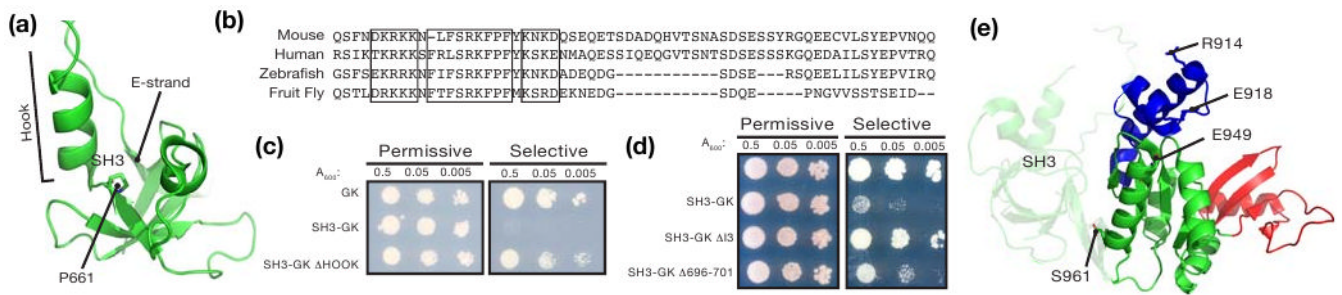 (a)
Hook
E-strand
SH3
P661
(b)
Mouse QSFNDKRKKN-LFSRKFPFYKNKDQSEQETSDADQHVTSNASDSESSYRGQEECVLSYEPVNQQ
Human RSIKTKRKKSFRLSRKFPFYKSKENMAQESSIQEQGVTSNTSDSESSSKGQEDAILSYEPVTRQ
Zebrafish GSFSEKRRKNFIFSRKFPFYKNKDADEQDG-----------SDSE---RSQEELILSYEPVIRQ
Fruit Fly QSTLDRKKKNFTFSRKFPFMKSRDEKNEDG-----------SDQE-----PNGVVSSTSEID--
(c)
Permissive Selective
A600: 0.5 0.05 0.005 0.5 0.05 0.005
GK
SH3-GK
SH3-GK ΔHOOK
(d)
Permissive Selective
A600: 0.5 0.05 0.005 0.5 0.05 0.005
SH3-GK
SH3-GK ΔI3
SH3-GK Δ696-701
(e)
R914
E918
E949
SH3
S961